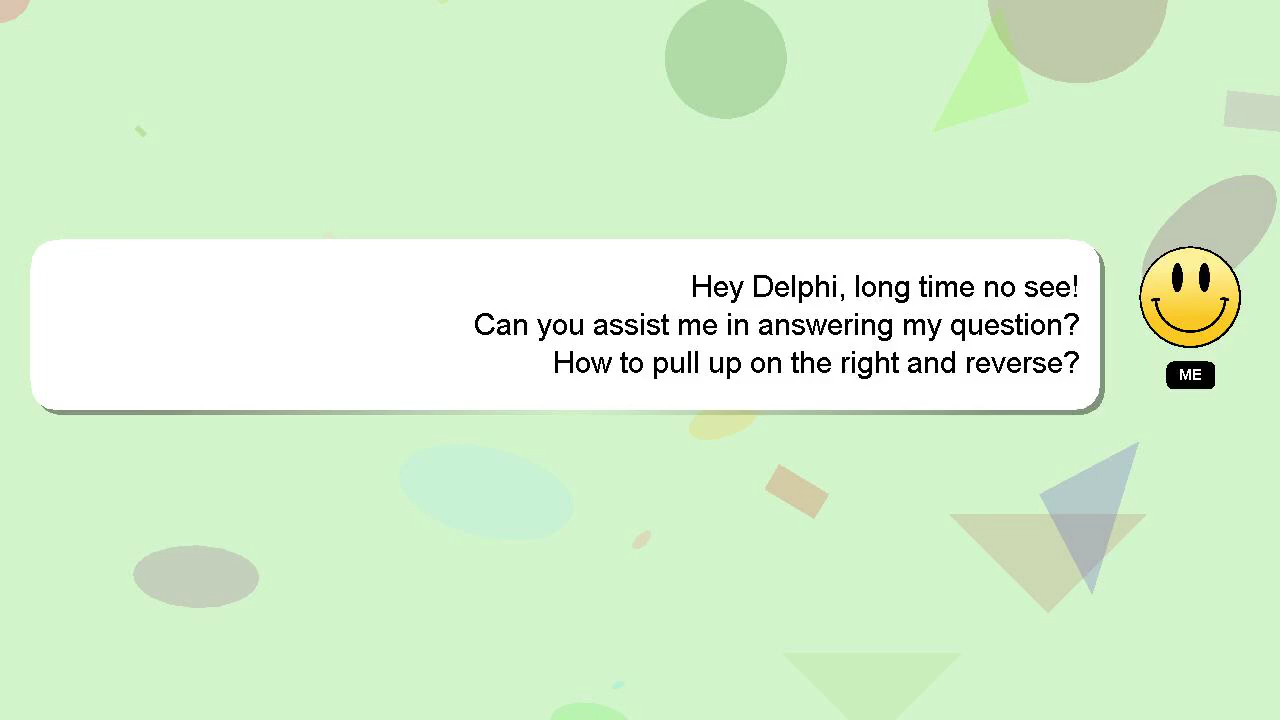 Hey Delphi, long time no see!
Can you assist me in answering my question?
How to pull up on the right and reverse?
ME